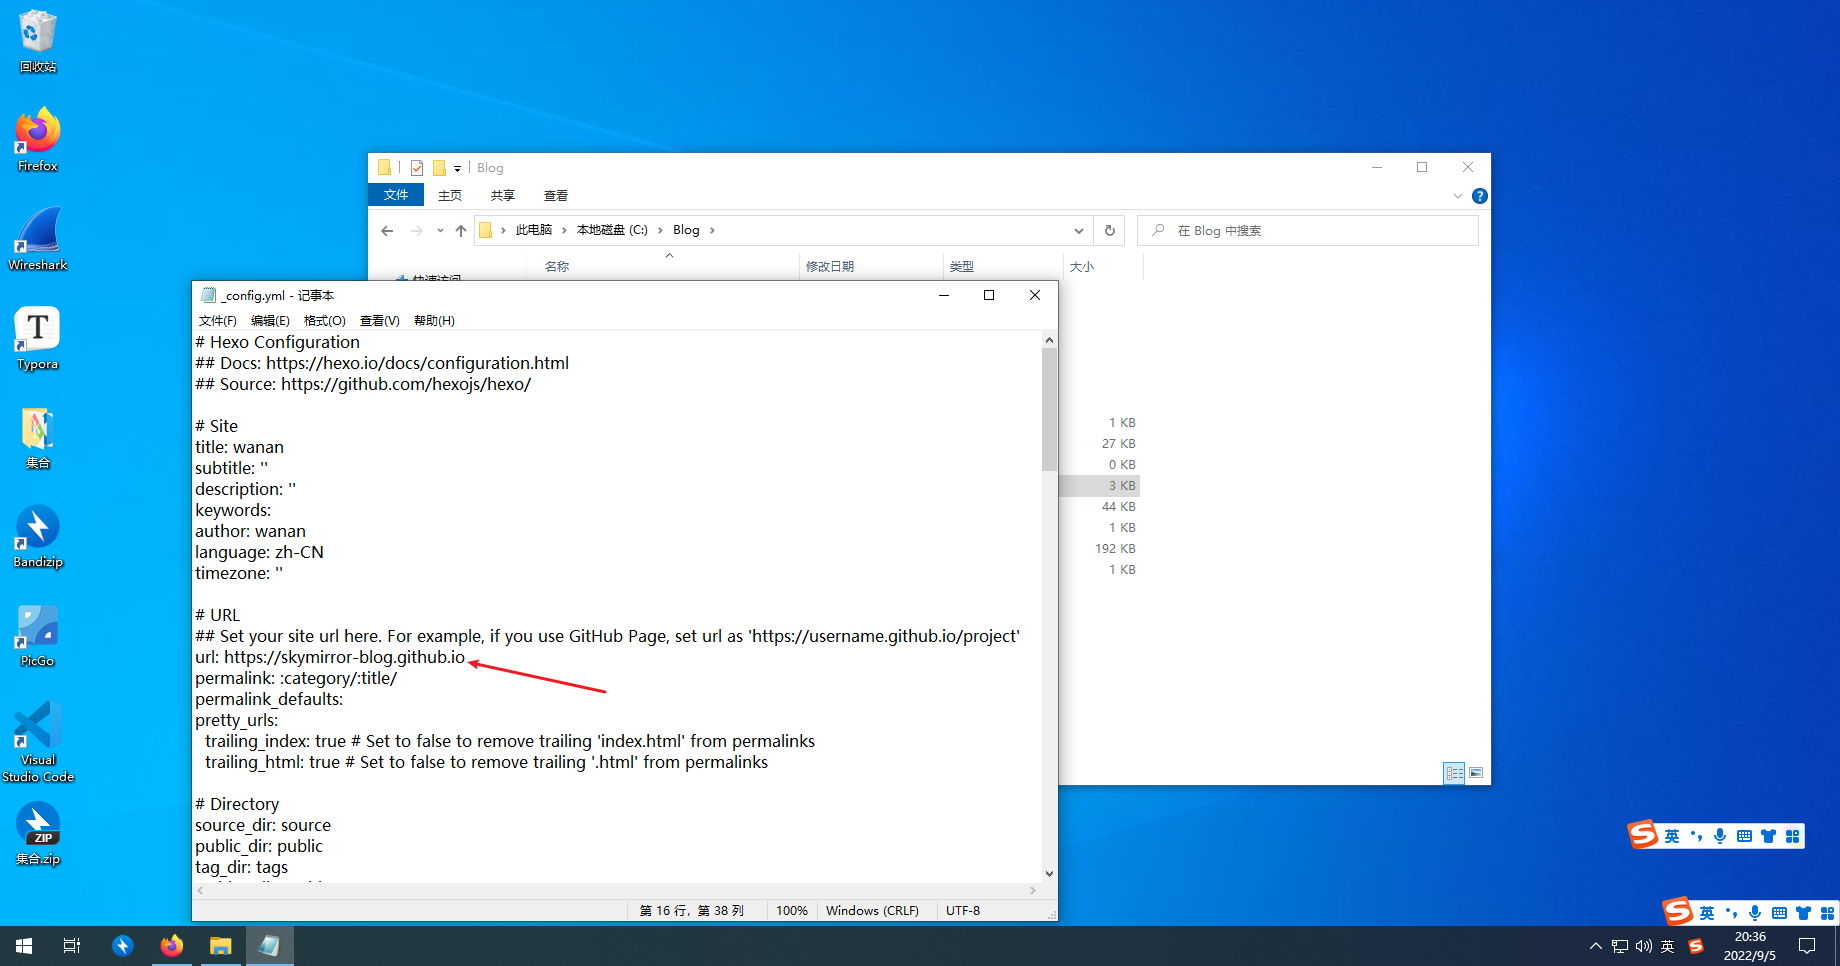 回收站
Firefox
Wireshark
Typora
集合
Bandizip
PicGo
Visual
Studio Code
ZIP
集合.zip
Blog
文件
主页
共享
查看
此电脑
本地磁盘 (C:)
Blog
在 Blog 中搜索
名称
修改日期
类型
大小
快速访问
1 KB
27 KB
0 KB
3 KB
44 KB
1 KB
192 KB
1 KB
_config.yml - 记事本
文件(F) 编辑(E) 格式(O) 查看(V) 帮助(H)
# Hexo Configuration
## Docs: https://hexo.io/docs/configuration.html
## Source: https://github.com/hexojs/hexo/
# Site
title: wanan
subtitle: ''
description: ''
keywords:
author: wanan
language: zh-CN
timezone: ''
# URL
## Set your site url here. For example, if you use GitHub Page, set url as 'https://username.github.io/project'
url: https://skymirror-blog.github.io
permalink: :category/:title/
permalink_defaults:
pretty_urls:
trailing_index: true # Set to false to remove trailing 'index.html' from permalinks
trailing_html: true # Set to false to remove trailing '.html' from permalinks
# Directory
source_dir: source
public_dir: public
tag_dir: tags
第 16 行，第 38 列
100%
Windows (CRLF)
UTF-8
英
英
英
20:36
2022/9/5